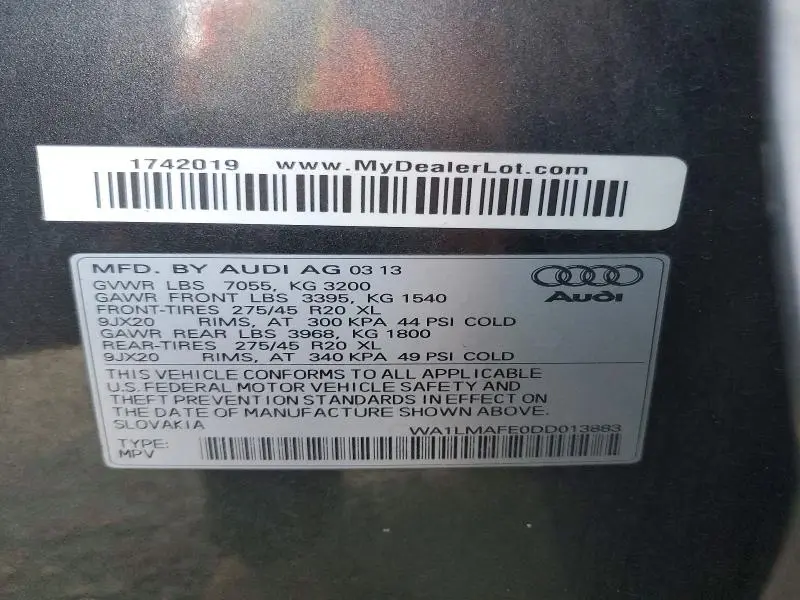 1742019 www.MyDealerLot.com
MFD. BY AUDI AG 03 13
GVWR LBS 7055, KG 3200
GAWR FRONT LBS 3395, KG 1540
FRONT-TIRES 275/45 R20 XL
9JX20 RIMS, AT 300 KPA 44 PSI COLD
GAWR REAR LBS 3968, KG 1800
REAR-TIRES 275/45 R20 XL
9JX20 RIMS, AT 340 KPA 49 PSI COLD
Audi
THIS VEHICLE CONFORMS TO ALL APPLICABLE
U.S. FEDERAL MOTOR VEHICLE SAFETY AND
THEFT PREVENTION STANDARDS IN EFFECT ON
THE DATE OF MANUFACTURE SHOWN ABOVE.
SLOVAKIA WA1LMAFE0DD013883
TYPE:
MPV